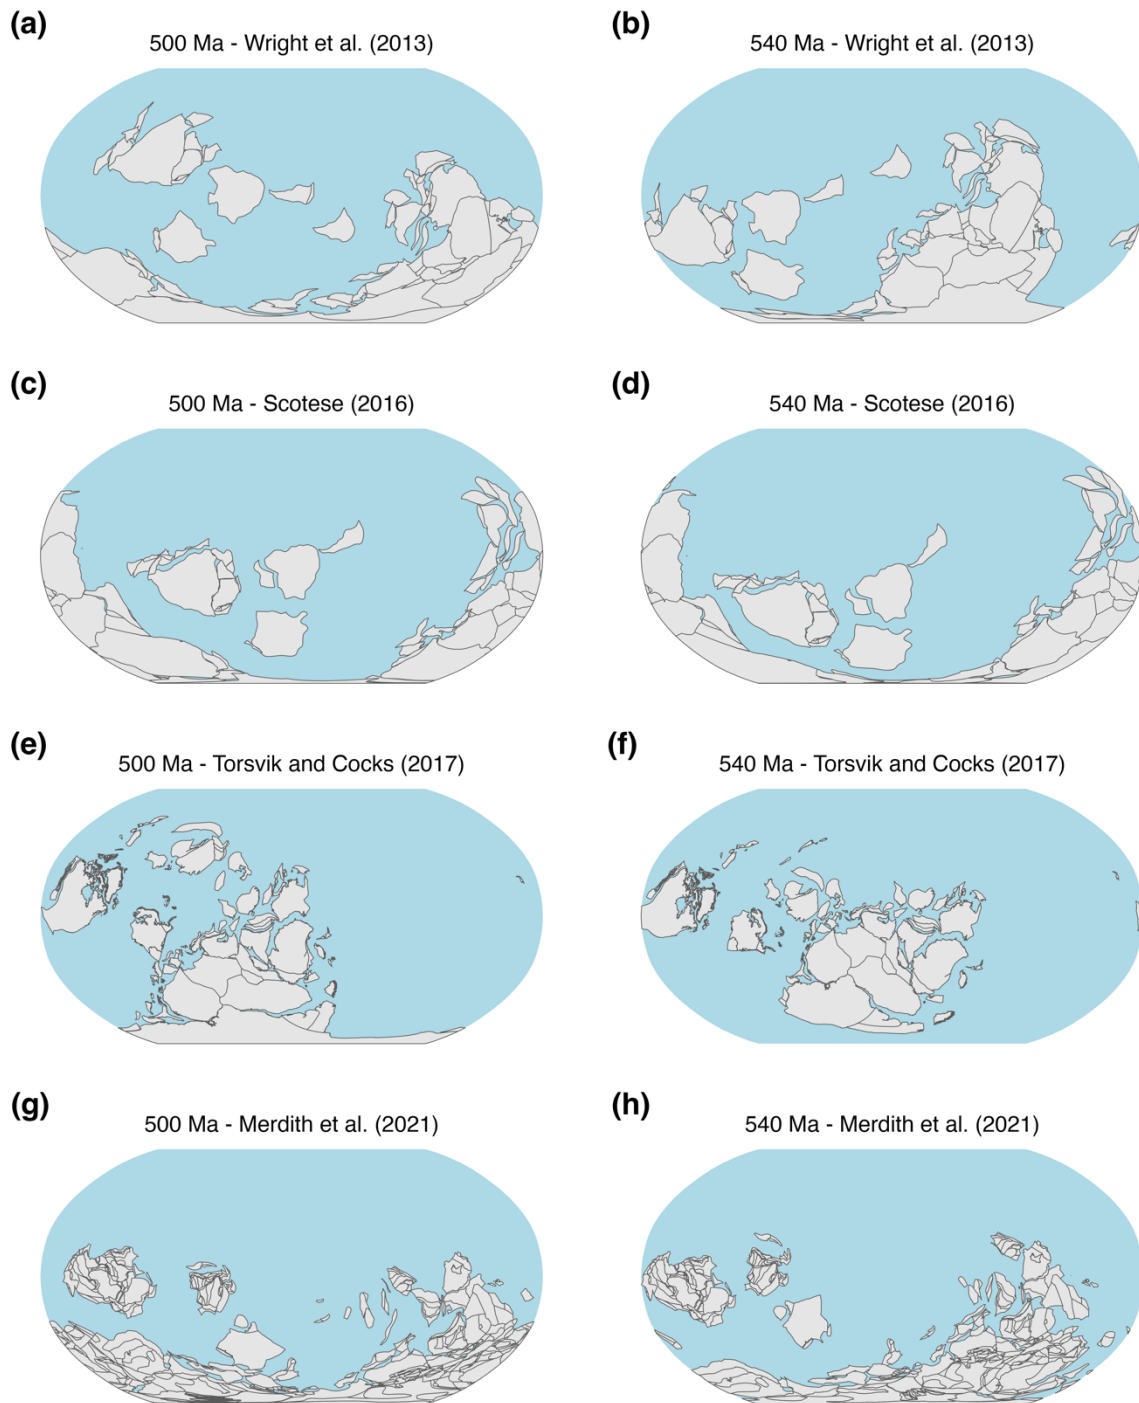 (a)
500 Ma - Wright et al. (2013)
(b)
540 Ma - Wright et al. (2013)
(c)
500 Ma - Scotese (2016)
(d)
540 Ma - Scotese (2016)
(e)
500 Ma - Torsvik and Cocks (2017)
(f)
540 Ma - Torsvik and Cocks (2017)
(g)
500 Ma - Merdith et al. (2021)
(h)
540 Ma - Merdith et al. (2021)